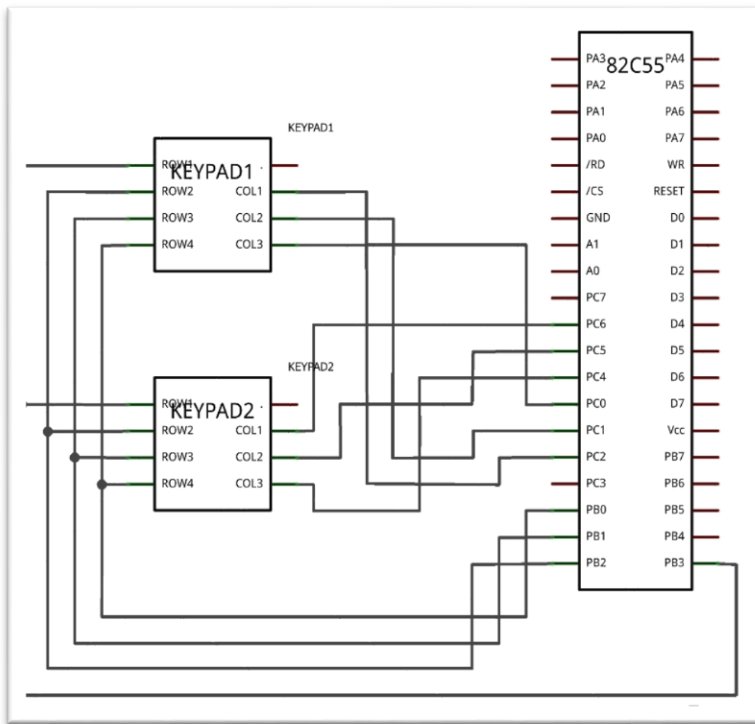 KEYPAD1
KEYPAD1
ROW1
ROW2
ROW3
ROW4
COL1
COL2
COL3
KEYPAD2
KEYPAD2
ROW1
ROW2
ROW3
ROW4
COL1
COL2
COL3
82C55
PA3
PA2
PA1
PA0
/RD
/CS
GND
A1
A0
PC7
PC6
PC5
PC4
PC0
PC1
PC2
PC3
PB0
PB1
PB2
PA4
PA5
PA6
PA7
WR
RESET
D0
D1
D2
D3
D4
D5
D6
D7
Vcc
PB7
PB6
PB5
PB4
PB3